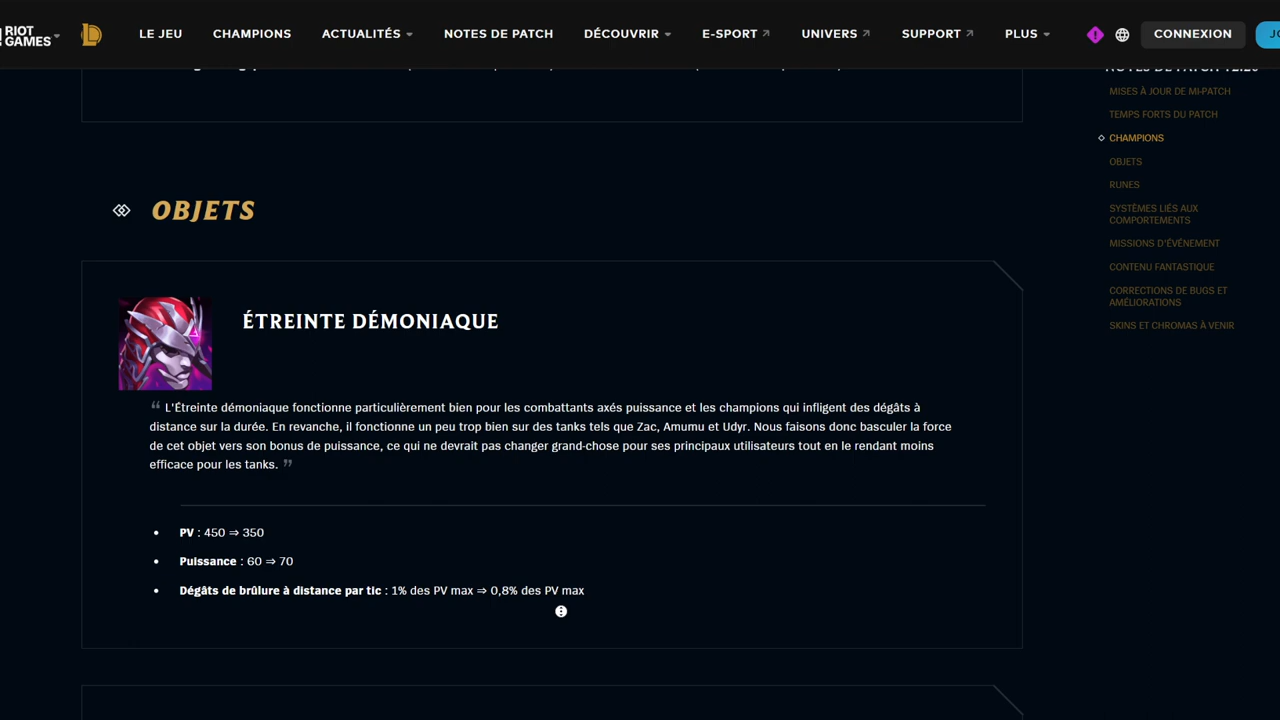 RIOT
GAMES
LE JEU
CHAMPIONS
ACTUALITÉS
NOTES DE PATCH
DÉCOUVRIR
E-SPORT
UNIVERS
SUPPORT
PLUS
CONNEXION
MISES À JOUR DE MI-PATCH
TEMPS FORTS DU PATCH
CHAMPIONS
OBJETS
RUNES
SYSTÈMES LIÉS AUX
COMPORTEMENTS
MISSIONS D'ÉVÉNEMENT
CONTENU FANTASTIQUE
CORRECTIONS DE BUGS ET
AMÉLIORATIONS
SKINS ET CHROMAS À VENIR
OBJETS
ÉTREINTE DÉMONIAQUE
“ L'Étreinte démoniaque fonctionne particulièrement bien pour les combattants axés puissance et les champions qui infligent des dégâts à
distance sur la durée. En revanche, il fonctionne un peu trop bien sur des tanks tels que Zac, Amumu et Udyr. Nous faisons donc basculer la force
de cet objet vers son bonus de puissance, ce qui ne devrait pas changer grand-chose pour ses principaux utilisateurs tout en le rendant moins
efficace pour les tanks. ”
• PV : 450 ⇒ 350
• Puissance : 60 ⇒ 70
• Dégâts de brûlure à distance par tic : 1% des PV max ⇒ 0,8% des PV max